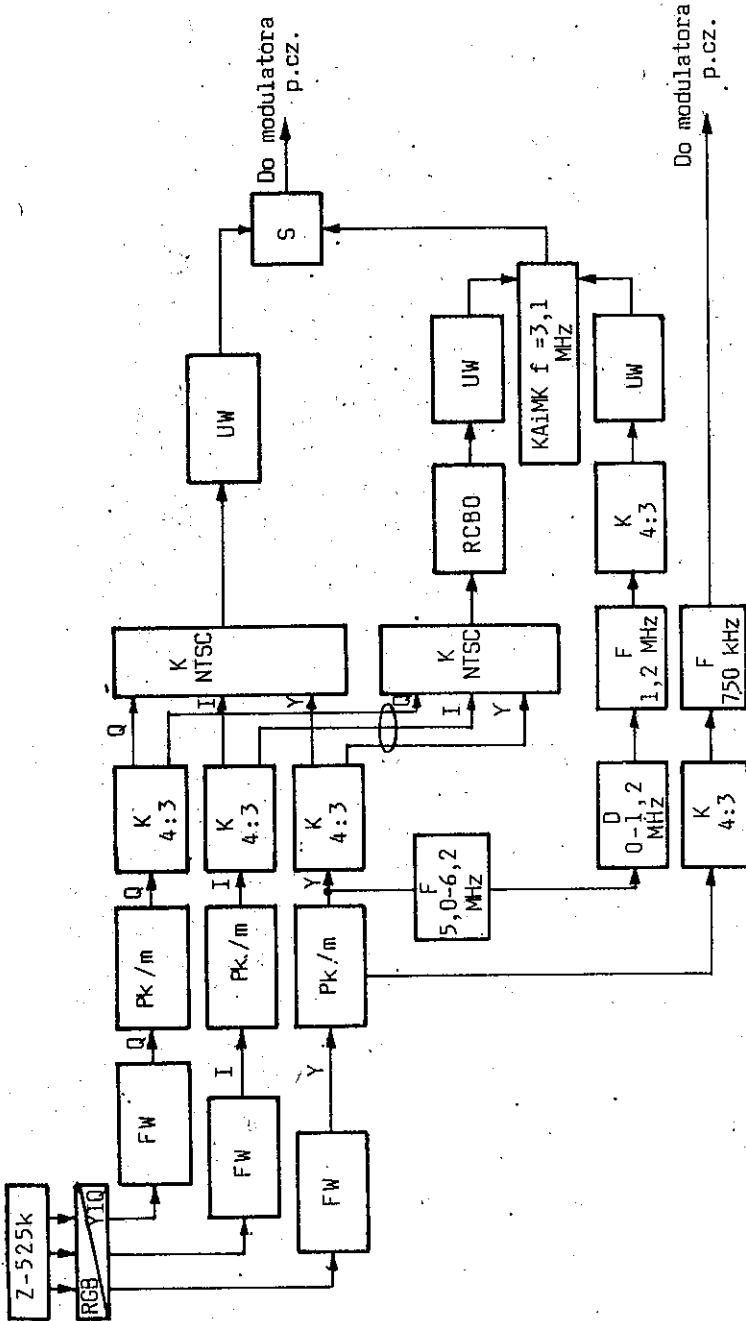 Z-525k
RGB
YIQ
FW
FW
FW
Q
I
Y
Pk/m
Pk/m
Pk/m
Q
I
Y
K
4:3
K
4:3
K
4:3
F
5,0-6,2
MHz
Q
I
Y
Q
I
Y
K
NTSC
K
NTSC
D
0-1,2
MHz
K
4:3
F
1,2 MHz
F
750 kHz
UW
RCBO
K
4:3
UW
UW
KAiMK f =3,1
MHz
S
Do modulatora
p.cz.
Do modulatora
p.cz.